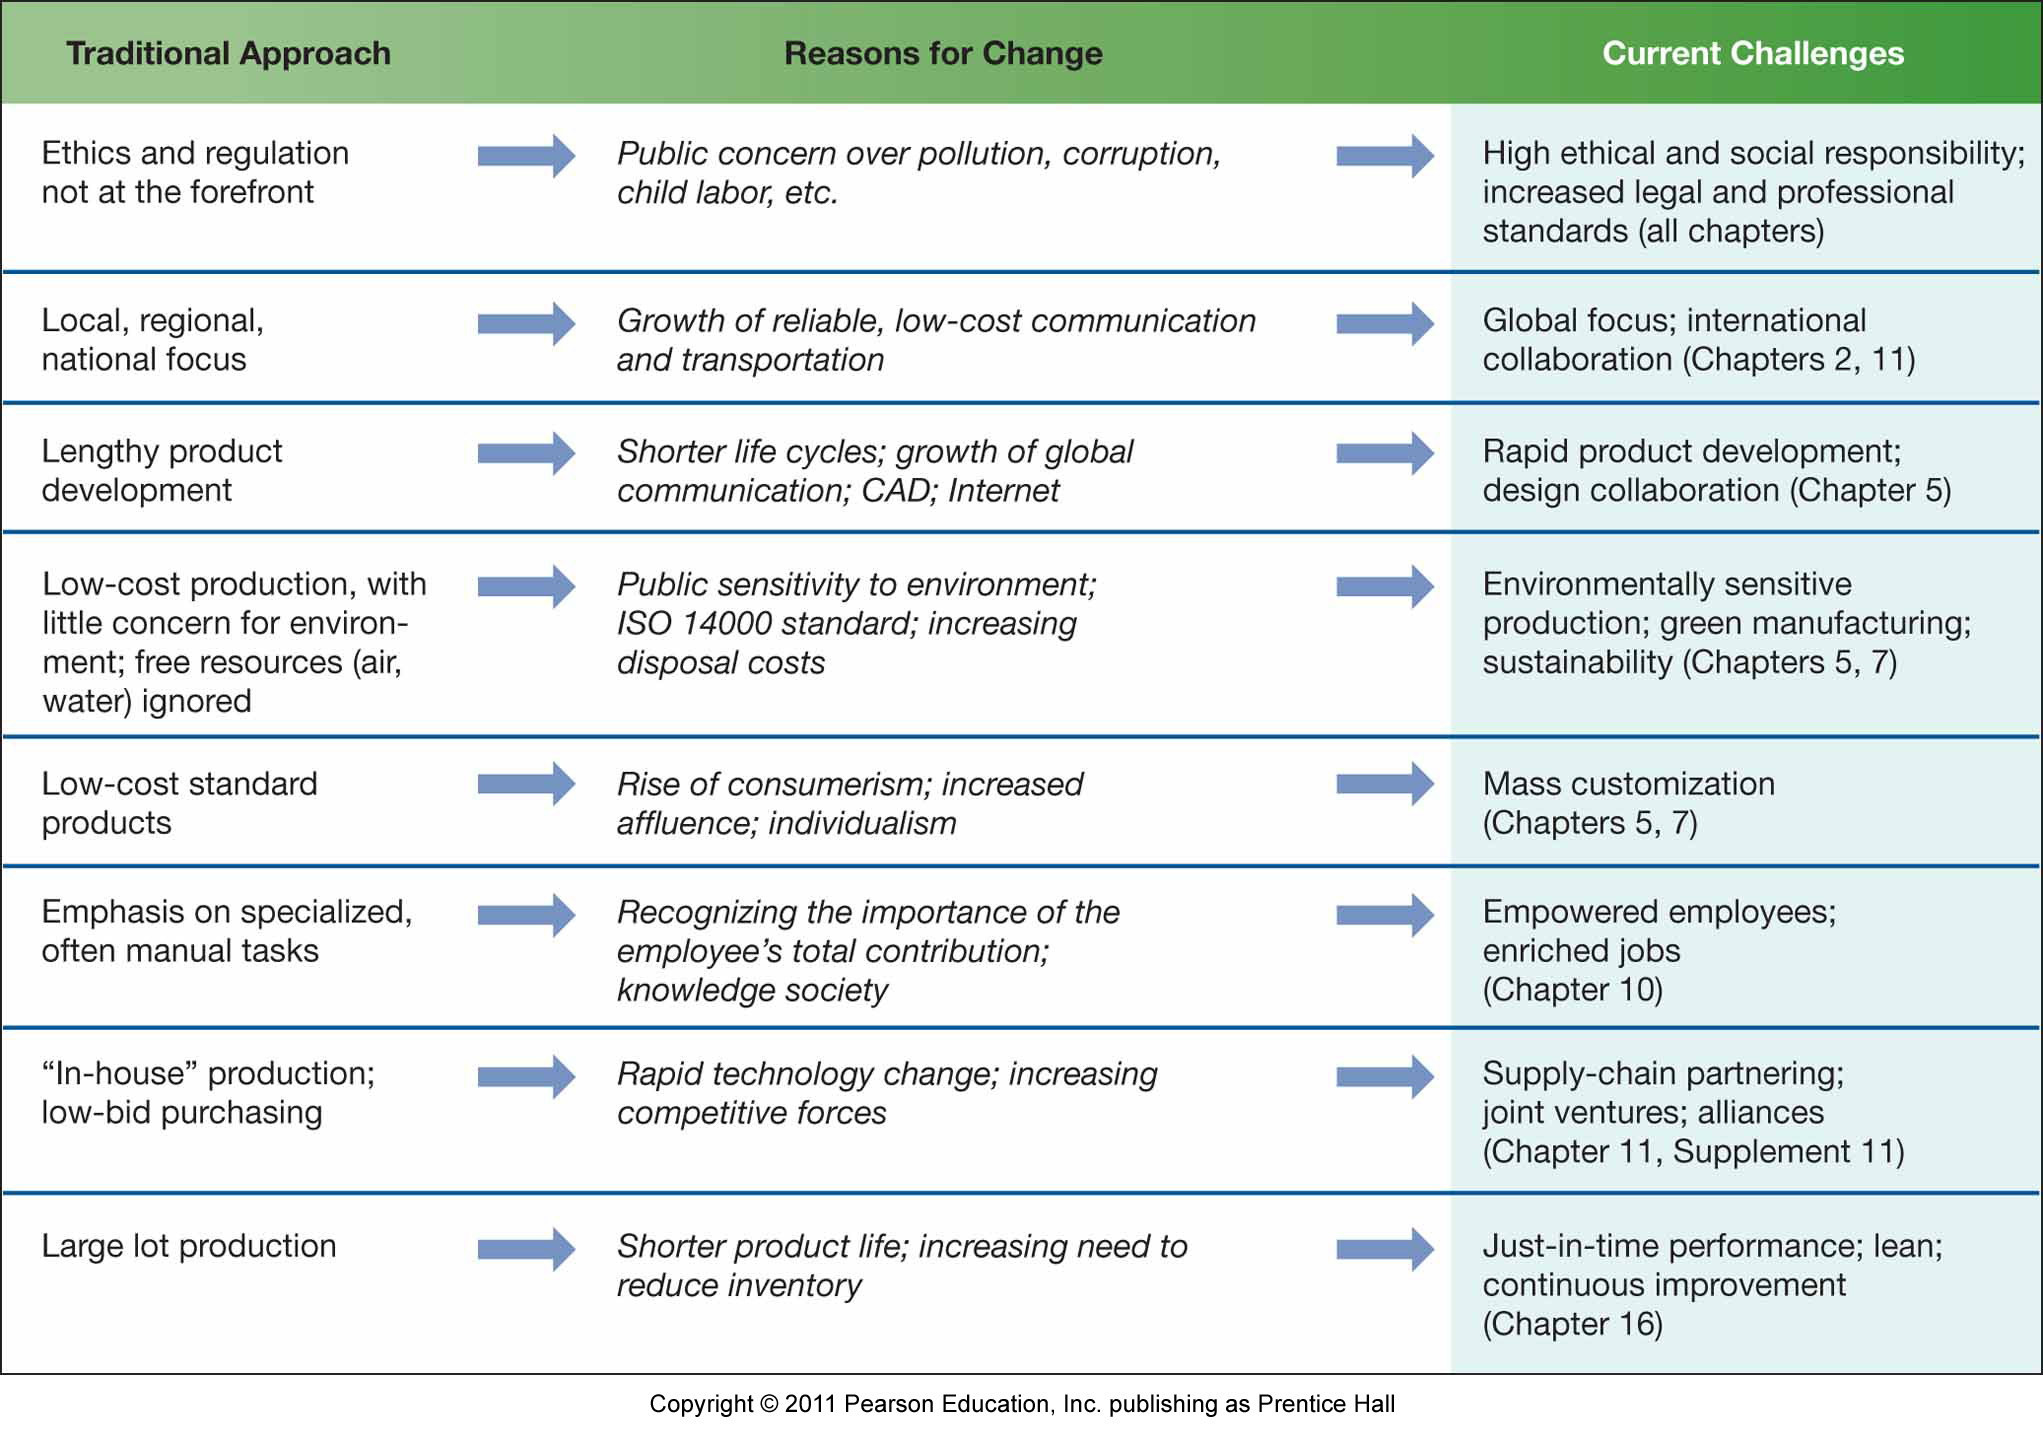 Traditional Approach
Reasons for Change
Current Challenges
Ethics and regulation
not at the forefront
Public concern over pollution, corruption,
child labor, etc.
High ethical and social responsibility;
increased legal and professional
standards (all chapters)
Local, regional,
national focus
Growth of reliable, low-cost communication
and transportation
Global focus; international
collaboration (Chapters 2, 11)
Lengthy product
development
Shorter life cycles; growth of global
communication; CAD; Internet
Rapid product development;
design collaboration (Chapter 5)
Low-cost production, with
little concern for environ-
ment; free resources (air,
water) ignored
Public sensitivity to environment;
ISO 14000 standard; increasing
disposal costs
Environmentally sensitive
production; green manufacturing;
sustainability (Chapters 5, 7)
Low-cost standard
products
Rise of consumerism; increased
affluence; individualism
Mass customization
(Chapters 5, 7)
Emphasis on specialized,
often manual tasks
Recognizing the importance of the
employee’s total contribution;
knowledge society
Empowered employees;
enriched jobs
(Chapter 10)
“In-house” production;
low-bid purchasing
Rapid technology change; increasing
competitive forces
Supply-chain partnering;
joint ventures; alliances
(Chapter 11, Supplement 11)
Large lot production
Shorter product life; increasing need to
reduce inventory
Just-in-time performance; lean;
continuous improvement
(Chapter 16)
Copyright © 2011 Pearson Education, Inc. publishing as Prentice Hall